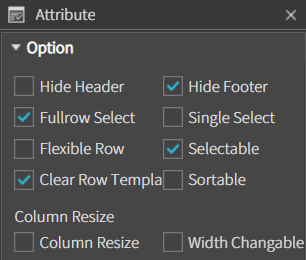 Attribute
Option
Hide Header Hide Footer
Fullrow Select Single Select
Flexible Row Selectable
Clear Row Templa Sortable
Column Resize
Column Resize Width Changable